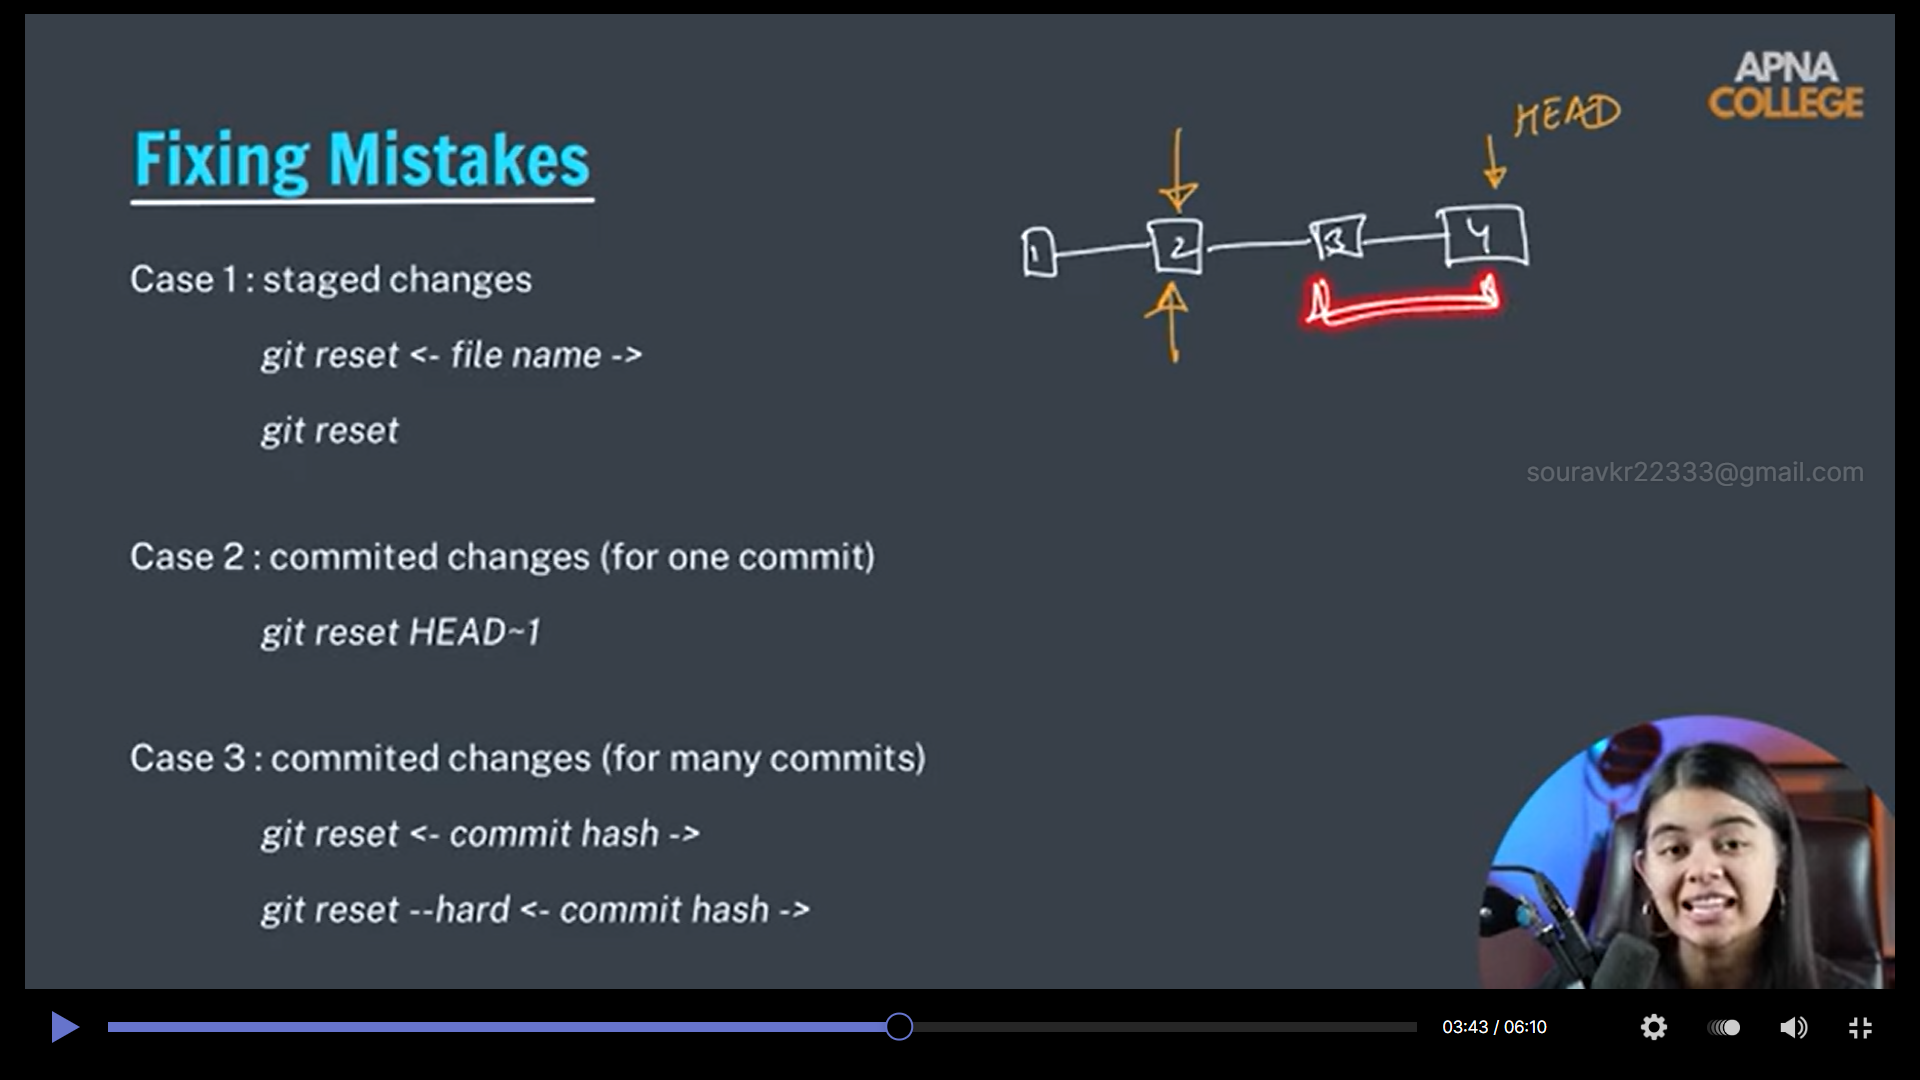 APNA
COLLEGE
HEAD
Fixing Mistakes
1 2 3 4
Case 1 : staged changes
git reset <- file name ->
git reset
souravkr22333@gmail.com
Case 2 : commited changes (for one commit)
git reset HEAD~1
Case 3 : commited changes (for many commits)
git reset <- commit hash ->
git reset --hard <- commit hash ->
03:43 / 06:10